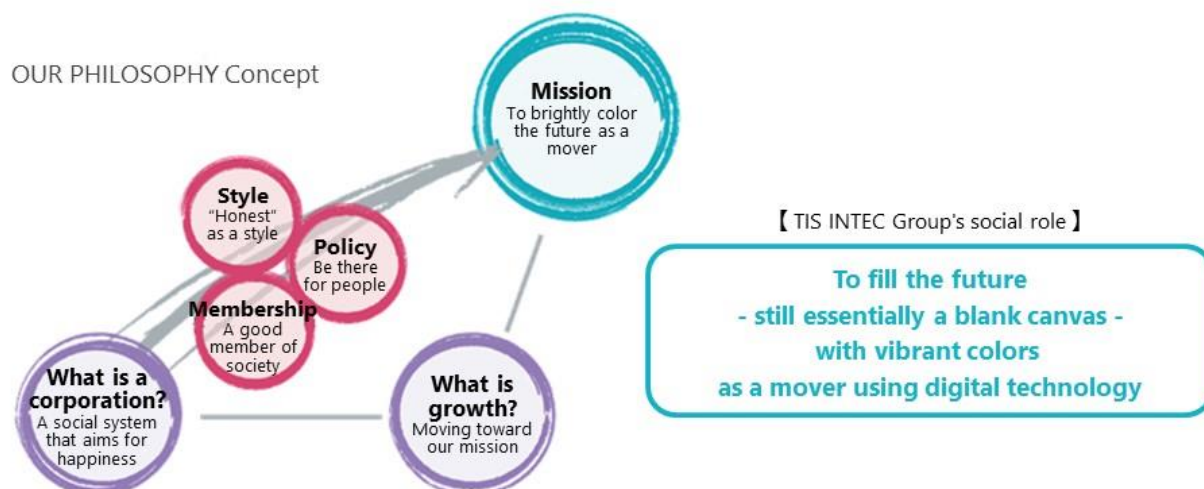 OUR PHILOSOPHY Concept
Mission
To brightly color
the future as a
mover
Style
"Honest"
as a style
Policy
Be there
for people
Membership
A good
member of
society
What is a
corporation?
A social system
that aims for
happiness
What is
growth?
Moving toward
our mission
【 TIS INTEC Group's social role 】
To fill the future
- still essentially a blank canvas -
with vibrant colors
as a mover using digital technology